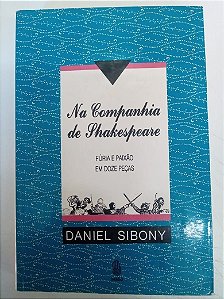 Na Companhia
de Shakespeare
FÚRIA E PAIXÃO
EM DOZE PEÇAS
DANIEL SIBONY